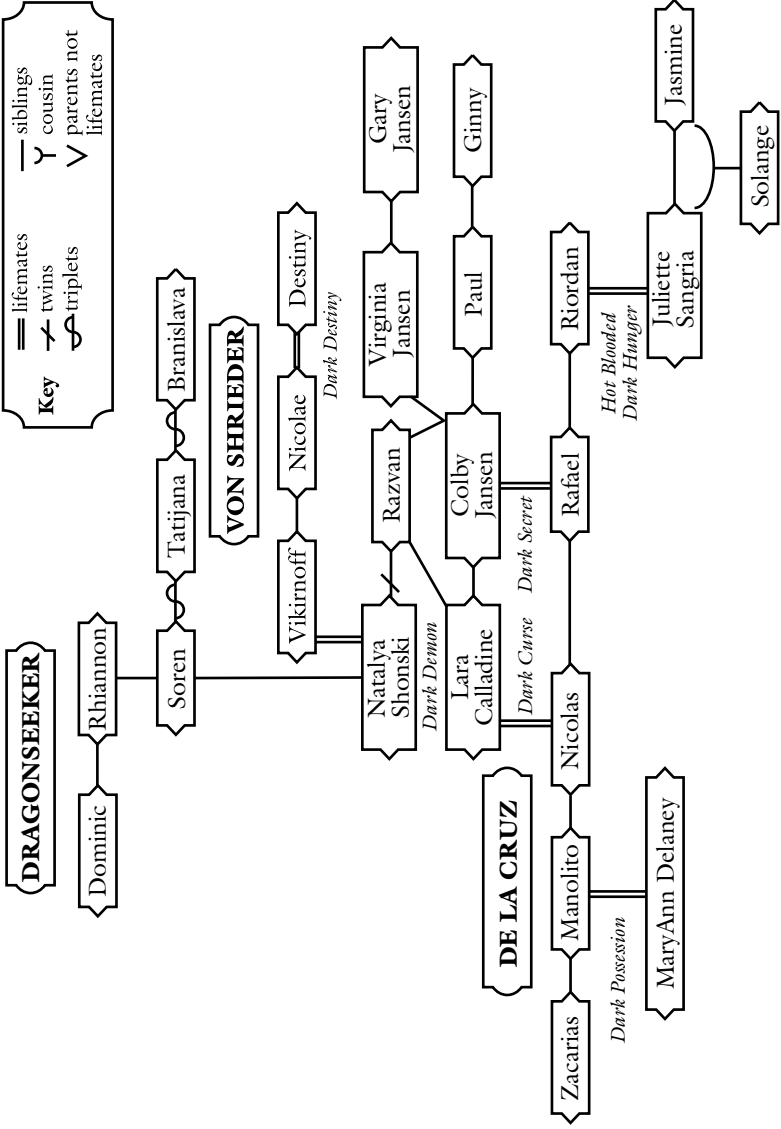 DRAGONSEEKER
Dominic
Rhiannon
Key
lifemates
twins
triplets
siblings
cousin
parents not
lifemates
Soren
Tatijana
Branislava
VON SHRIEDER
Vikirnoff
Nicolae
Destiny
Dark Destiny
Natalya
Shonski
Razvan
Virginia
Jansen
Gary
Jansen
Dark Demon
Lara
Calladine
Colby
Jansen
Paul
Ginny
DE LA CRUZ
Dark Curse
Dark Secret
Zacarias
Manolito
Nicolas
Rafael
Riordan
Dark Possession
Hot Blooded
Dark Hunger
MaryAnn Delaney
Juliette
Sangria
Jasmine
Solange